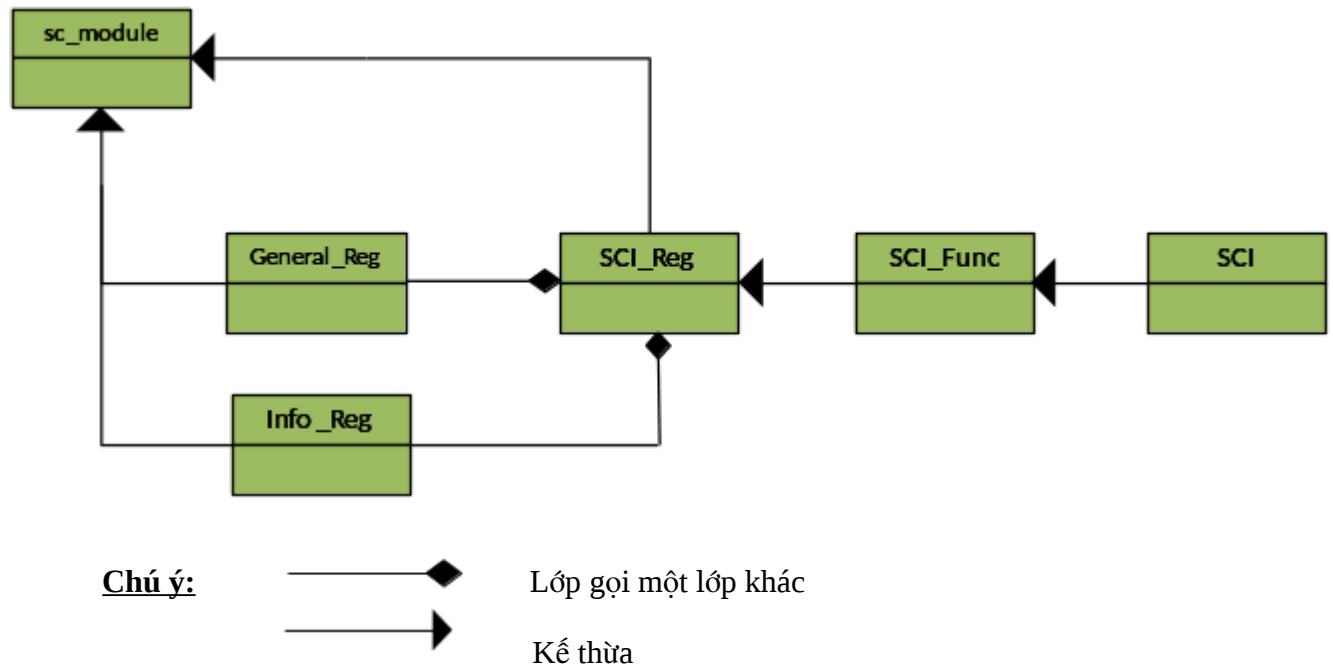 sc_module
General_Reg
SCI_Reg
SCI_Func
SCI
Info_Reg
Chú ý:
Lớp gọi một lớp khác
Kế thừa